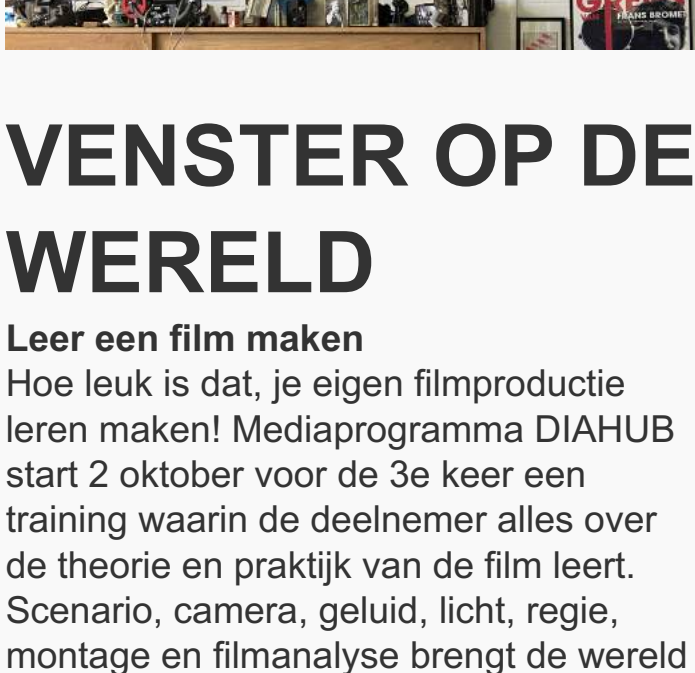 FRANS BROMET
VENSTER OP DE
WERELD
Leer een film maken
Hoe leuk is dat, je eigen filmproductie
leren maken! Mediaprogramma DIAHUB
start 2 oktober voor de 3e keer een
training waarin de deelnemer alles over
de theorie en praktijk van de film leert.
Scenario, camera, geluid, licht, regie,
montage en filmanalyse brengt de wereld